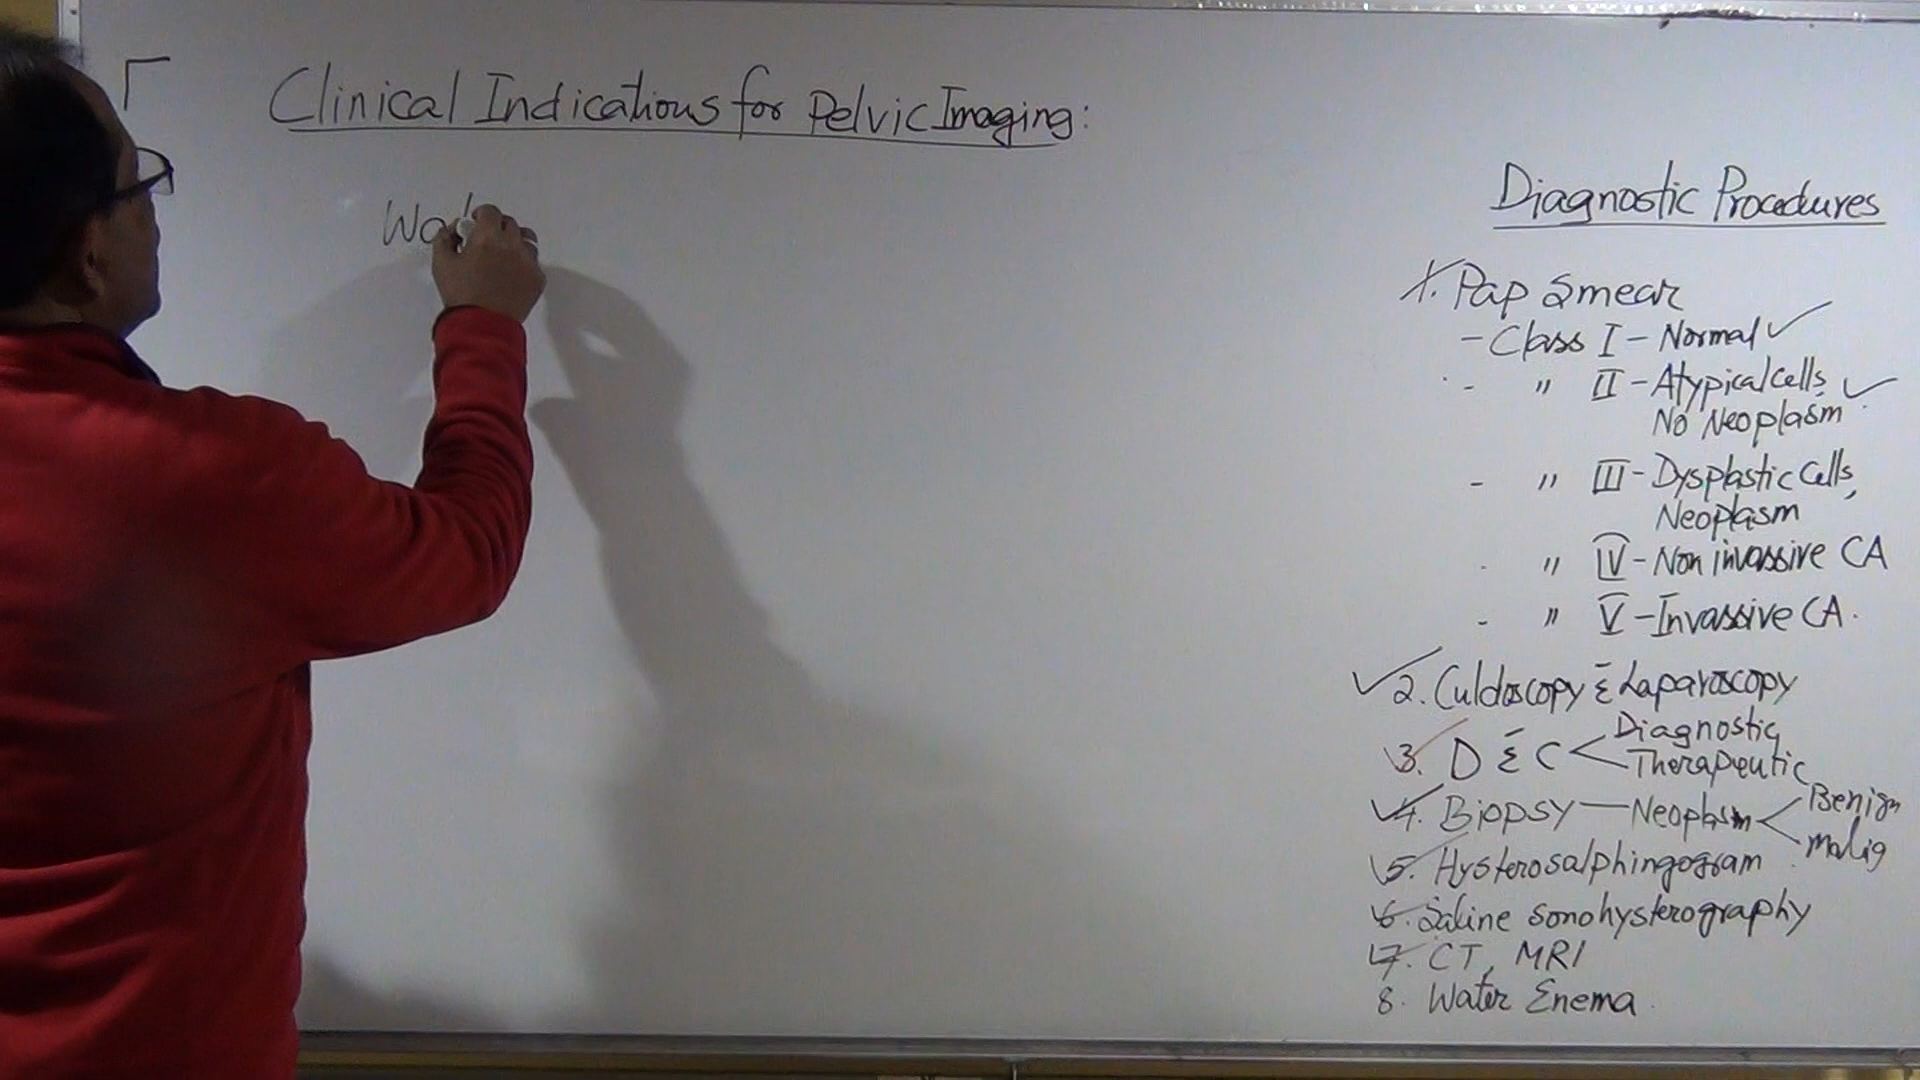 Clinical Indications for Pelvic Imaging:
Wat
Diagnostic Procedures
1. Pap Smear
- Class I - Normal ✓
- " II - Atypical Cells, ✓
No Neoplasm
- " III - Dysplastic Cells,
Neoplasm
- " IV - Non invassive CA
- " V - Invassive CA.
✓ 2. Culdoscopy & Laparoscopy
3. D & C < Diagnostic
Therapeutic
4. Biopsy — Neoplasm < Benign
malig
5. Hysterosalphingogram
6. Saline sonohysterography
7. CT, MRI
8. Water Enema